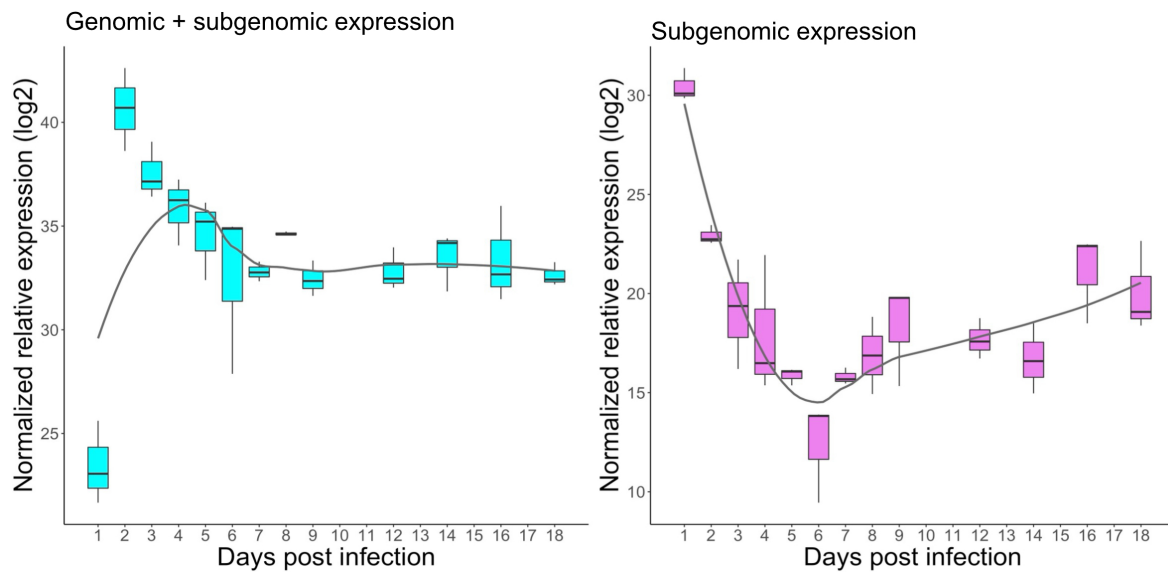 Genomic + subgenomic expression
Normalized relative expression (log2)
40
35
30
25
1 2 3 4 5 6 7 8 9 10 11 12 13 14 15 16 17 18
Days post infection
Subgenomic expression
Normalized relative expression (log2)
30
25
20
15
10
1 2 3 4 5 6 7 8 9 10 11 12 13 14 15 16 17 18
Days post infection